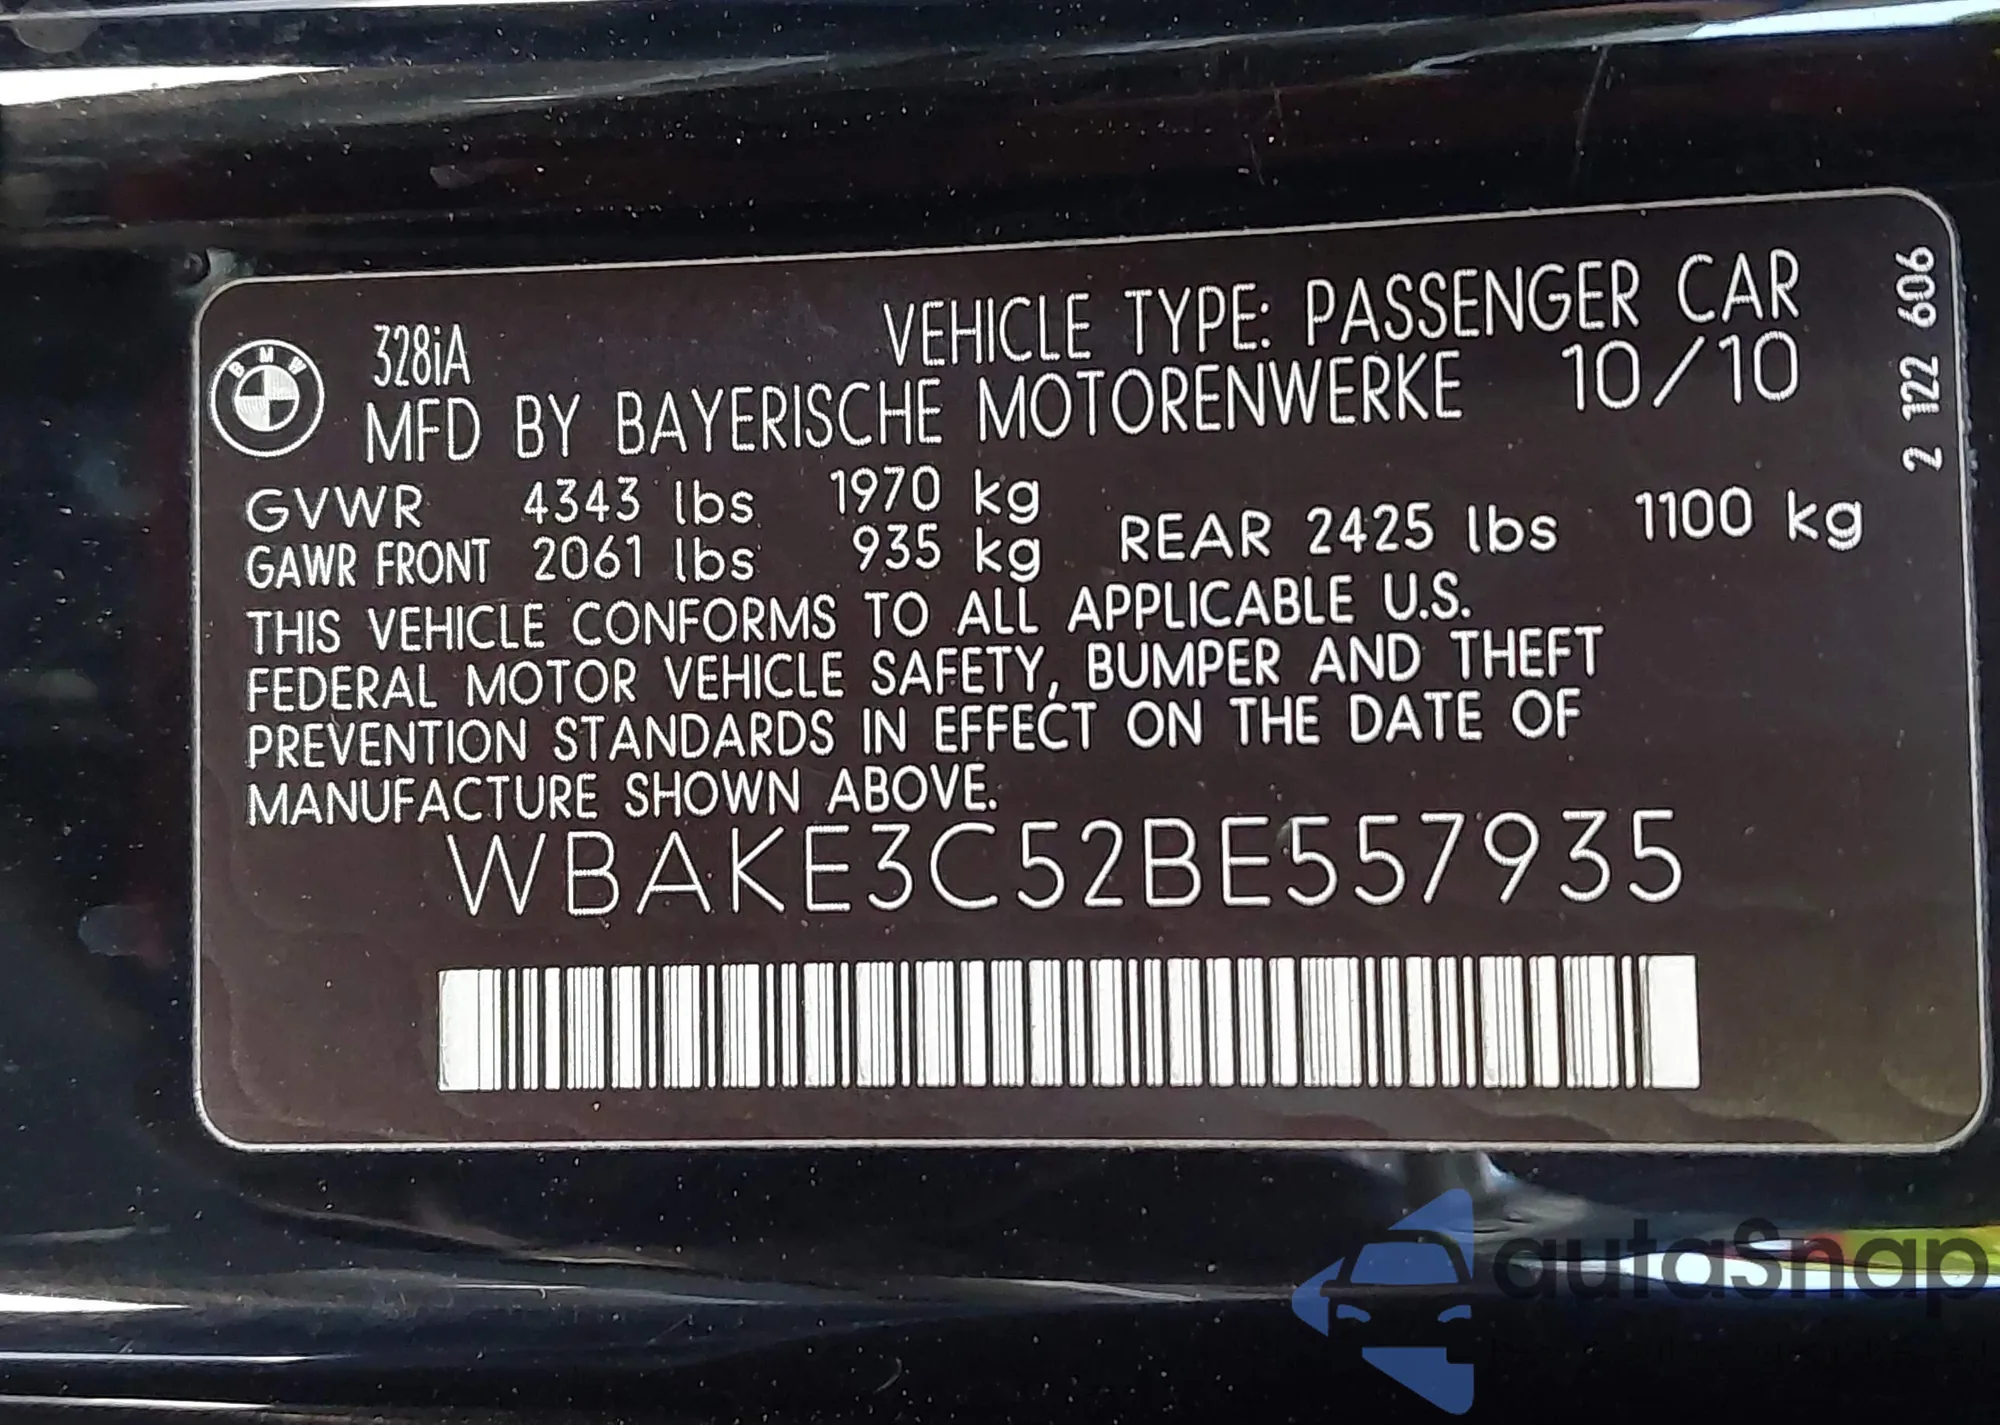 BMW
328iA
VEHICLE TYPE: PASSENGER CAR
MFD BY BAYERISCHE MOTORENWERKE 10/10
GVWR 4343 lbs 1970 kg
GAWR FRONT 2061 lbs 935 kg REAR 2425 lbs 1100 kg
THIS VEHICLE CONFORMS TO ALL APPLICABLE U.S.
FEDERAL MOTOR VEHICLE SAFETY, BUMPER AND THEFT
PREVENTION STANDARDS IN EFFECT ON THE DATE OF
MANUFACTURE SHOWN ABOVE.
WBAKE3C52BE557935
2 122 606
autaSnap